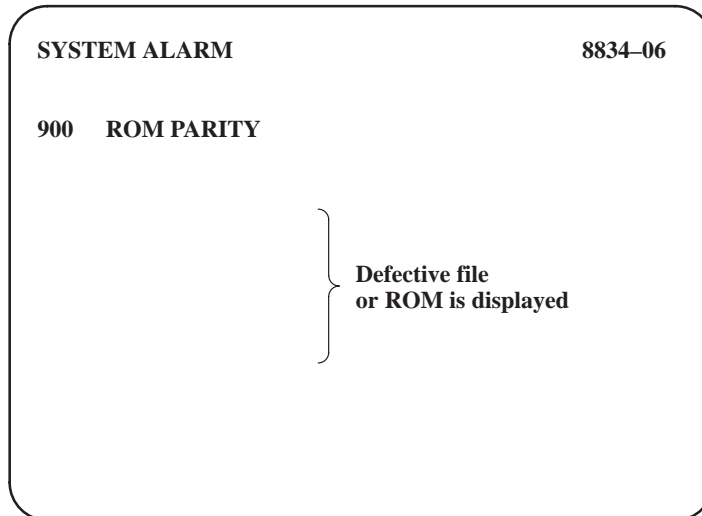 SYSTEM ALARM 8834–06
900 ROM PARITY
Defective file
or ROM is displayed